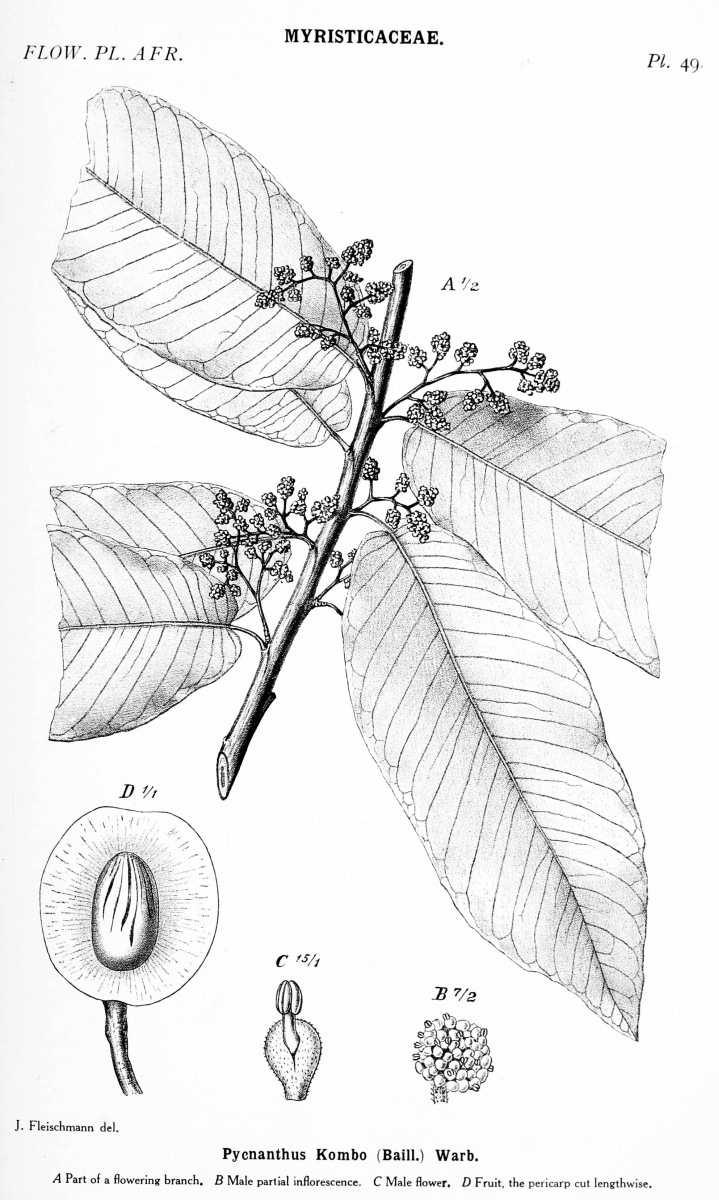 MYRISTICACEAE.
FLOW. PL. AFR.
Pl. 49.
A 1/2
D 1/1
C 15/1
B 7/2
J. Fleischmann del.
Pycnanthus Kombo (Baill.) Warb.
A Part of a flowering branch. B Male partial inflorescence. C Male flower. D Fruit, the pericarp cut lengthwise.